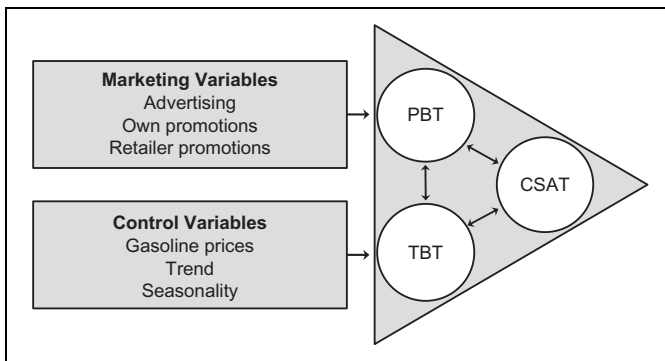 Marketing Variables
Advertising
Own promotions
Retailer promotions
PBT
CSAT
Control Variables
Gasoline prices
Trend
Seasonality
TBT